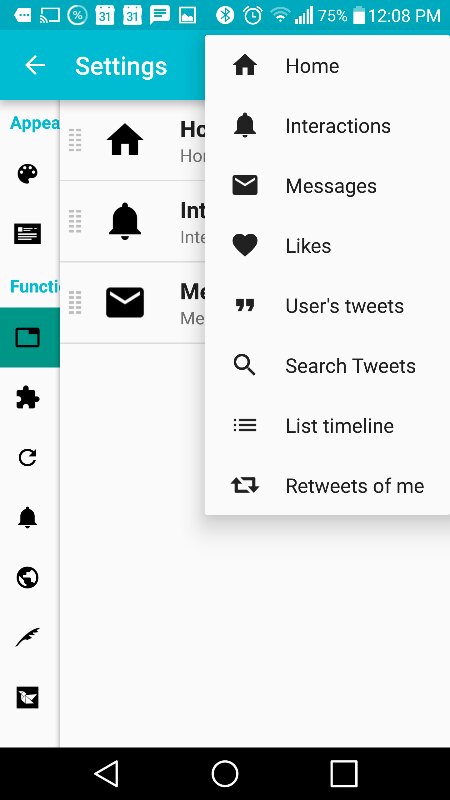 31
31
75%
12:08 PM
Settings
Appea
Functi
Ho
Hor
Int
Inte
Me
Me
Home
Interactions
Messages
Likes
User's tweets
Search Tweets
List timeline
Retweets of me